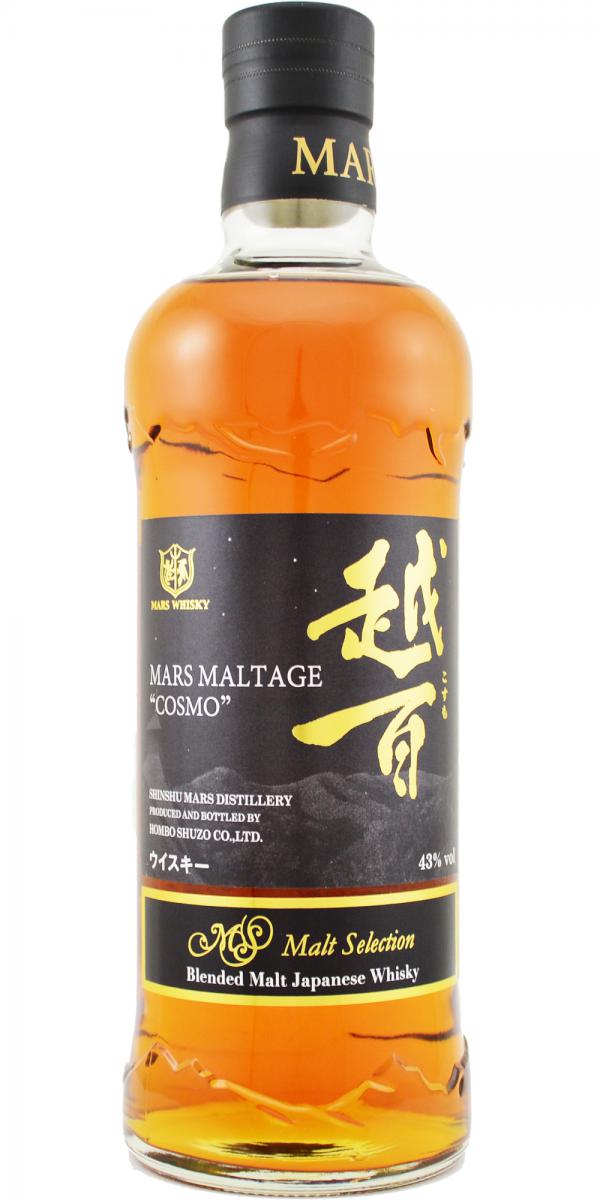 MAR
MARS WHISKY
越百
こすも
MARS MALTAGE
“COSMO”
SHINSHU MARS DISTILLERY
PRODUCED AND BOTTLED BY
HOMBO SHUZO CO.,LTD.
ウイスキー
43% vol
MS Malt Selection
Blended Malt Japanese Whisky